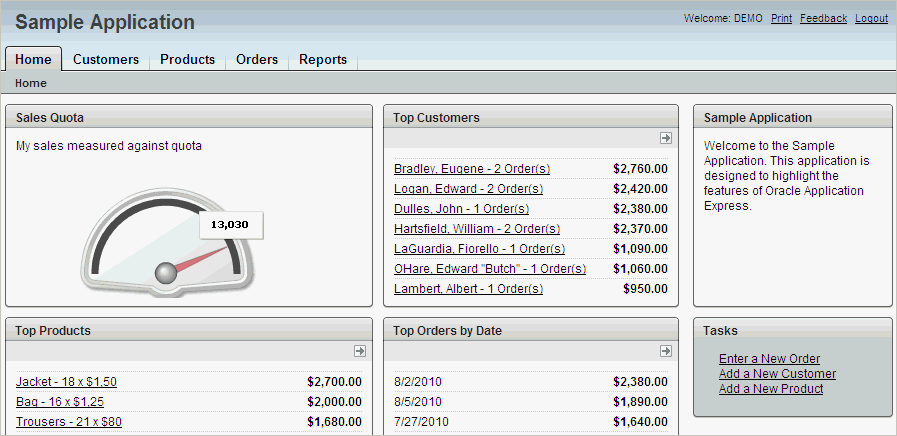 Sample Application
Welcome: DEMO Print Feedback Logout
Home Customers Products Orders Reports
Home
Sales Quota
My sales measured against quota
13,030
Top Customers
Bradley, Eugene - 2 Order(s) $2,760.00
Logan, Edward - 2 Order(s) $2,420.00
Dulles, John - 1 Order(s) $2,380.00
Hartsfield, William - 2 Order(s) $2,370.00
LaGuardia, Fiorello - 1 Order(s) $1,090.00
OHare, Edward "Butch" - 1 Order(s) $1,060.00
Lambert, Albert - 1 Order(s) $950.00
Sample Application
Welcome to the Sample
Application. This application is
designed to highlight the
features of Oracle Application
Express.
Top Products
Jacket - 18 x $1,50 $2,700.00
Bag - 16 x $1,25 $2,000.00
Trousers - 21 x $80 $1,680.00
Top Orders by Date
8/2/2010 $2,380.00
8/5/2010 $1,890.00
7/27/2010 $1,640.00
Tasks
Enter a New Order
Add a New Customer
Add a New Product